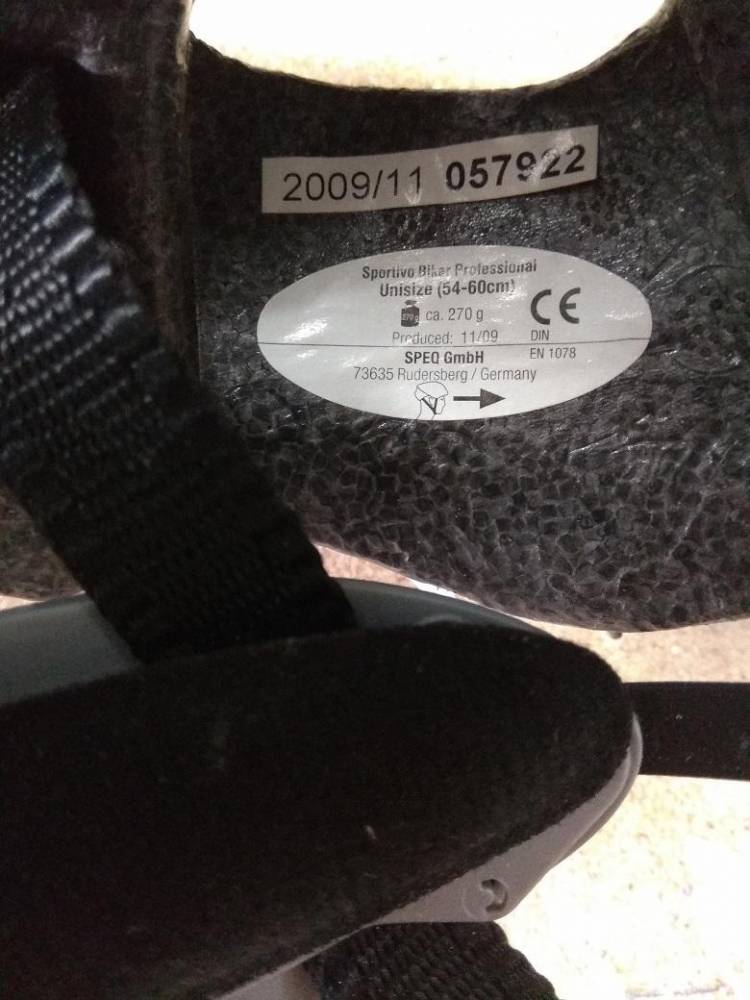 2009/11 057922
Sportivo Biker Professional
Unisize (54-60cm)
ca. 270 g
CE
Produced: 11/09
DIN
EN 1078
SPEQ GmbH
73635 Rudersberg / Germany